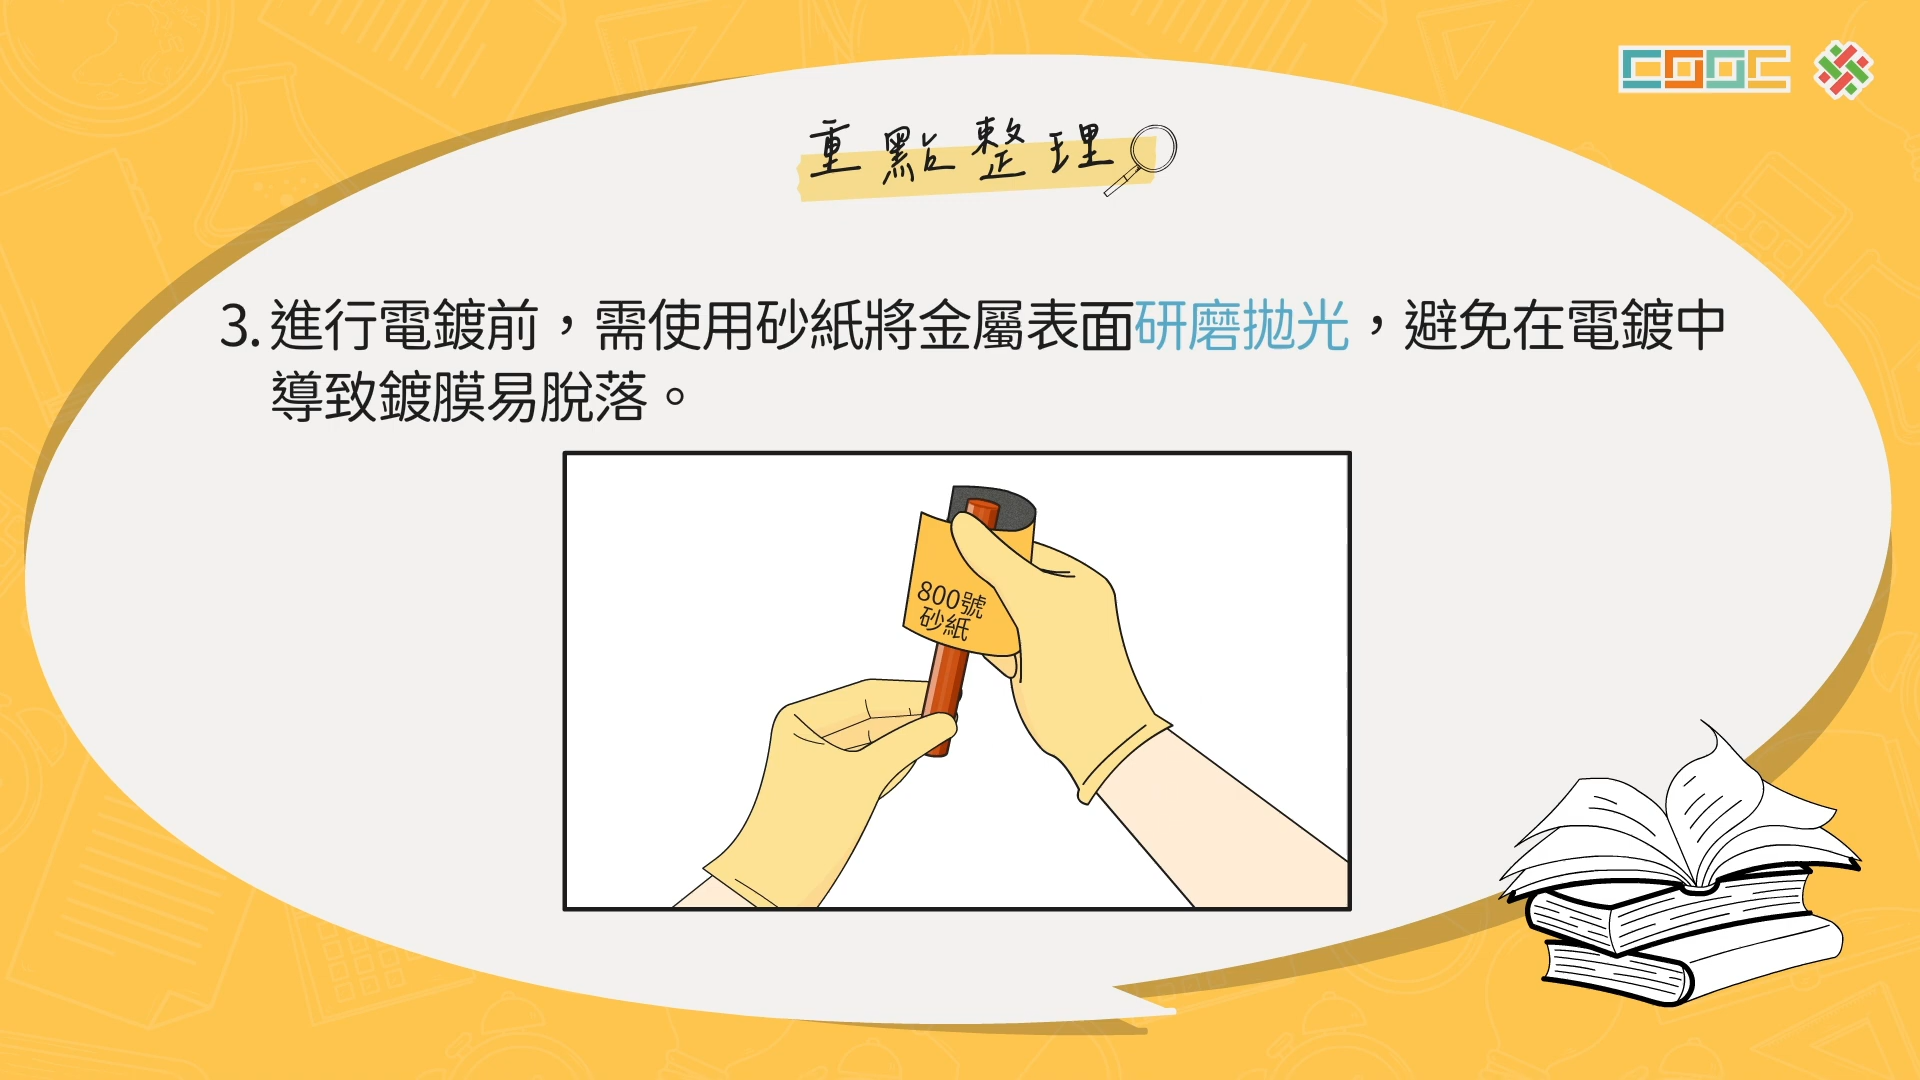 COOC
重點整理
3. 進行電鍍前，需使用砂紙將金屬表面研磨拋光，避免在電鍍中
導致鍍膜易脫落。
800號
砂紙